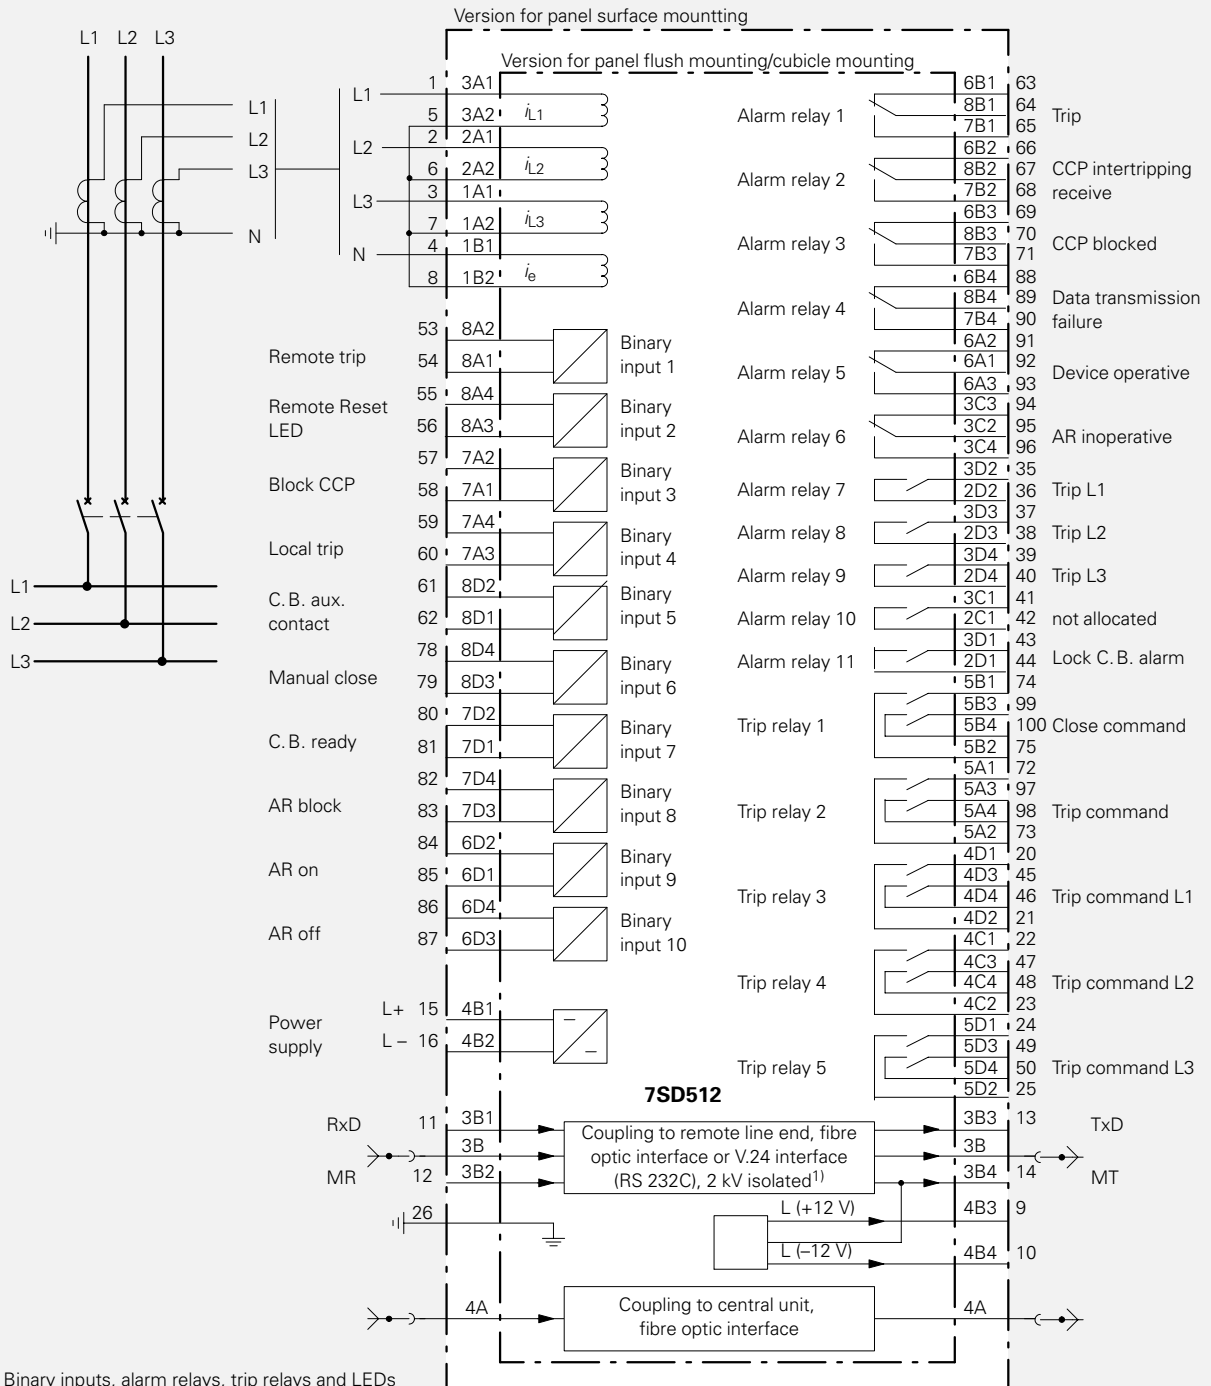 Version for panel surface mountting
L1 L2 L3
Version for panel flush mounting/cubicle mounting
L1
L2
L3
N
L1
L2
L3
N
1 3A1
5 3A2 iL1
2 2A1
6 2A2 iL2
3 1A1
7 1A2 iL3
4 1B1
8 1B2 ie
53 8A2
Remote trip 54 8A1
Binary
input 1
55 8A4
Remote Reset
LED 56 8A3
Binary
input 2
57 7A2
Block CCP 58 7A1
Binary
input 3
59 7A4
Local trip 60 7A3
Binary
input 4
61 8D2
C.B. aux.
contact 62 8D1
Binary
input 5
78 8D4
Manual close 79 8D3
Binary
input 6
80 7D2
C.B. ready 81 7D1
Binary
input 7
82 7D4
AR block 83 7D3
Binary
input 8
84 6D2
AR on 85 6D1
Binary
input 9
86 6D4
AR off 87 6D3
Binary
input 10
L1
L2
L3
Power
supply
L+ 15 4B1
L – 16 4B2
–
–
Alarm relay 1
6B1 63
8B1 64
7B1 65
Trip
Alarm relay 2
6B2 66
8B2 67
7B2 68
CCP intertripping
receive
Alarm relay 3
6B3 69
8B3 70
7B3 71
CCP blocked
Alarm relay 4
6B4 88
8B4 89
7B4 90
Data transmission
failure
Alarm relay 5
6A2 91
6A1 92
6A3 93
Device operative
Alarm relay 6
3C3 94
3C2 95
3C4 96
AR inoperative
Alarm relay 7
3D2 35
2D2 36
Trip L1
Alarm relay 8
3D3 37
2D3 38
Trip L2
Alarm relay 9
3D4 39
2D4 40
Trip L3
Alarm relay 10
3C1 41
2C1 42
not allocated
Alarm relay 11
3D1 43
2D1 44
Lock C.B. alarm
Trip relay 1
5B1 74
5B3 99
5B4 100
5B2 75
Close command
Trip relay 2
5A1 72
5A3 97
5A4 98
5A2 73
Trip command
Trip relay 3
4D1 20
4D3 45
4D4 46
4D2 21
Trip command L1
Trip relay 4
4C1 22
4C3 47
4C4 48
4C2 23
Trip command L2
Trip relay 5
5D1 24
5D3 49
5D4 50
5D2 25
Trip command L3
7SD512
RxD 11 3B1
3B
MR 12 3B2
Coupling to remote line end, fibre
optic interface or V.24 interface
(RS 232C), 2 kV isolated1)
3B3 13 TxD
3B
3B4 14 MT
26
L (+12 V) 4B3 9
L (–12 V) 4B4 10
4A
Coupling to central unit,
fibre optic interface
4A
Binary inputs, alarm relays, trip relays and LEDs